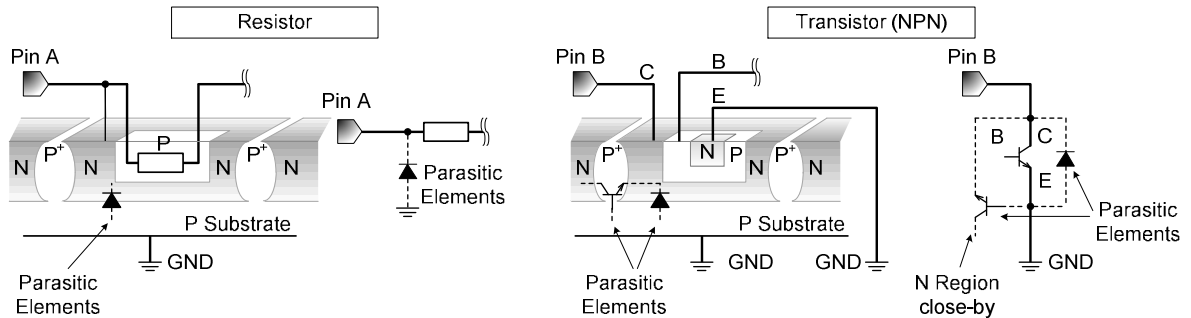 Resistor
Transistor (NPN)
Pin A
Pin B
C
B
E
Pin B
Pin A
N
P+
N
P
N
P+
N
Parasitic
Elements
P Substrate
GND
Parasitic
Elements
N
P+
N
P
P+
N
N
P Substrate
GND
GND
Parasitic
Elements
B
C
E
Parasitic
Elements
GND
N Region
close-by